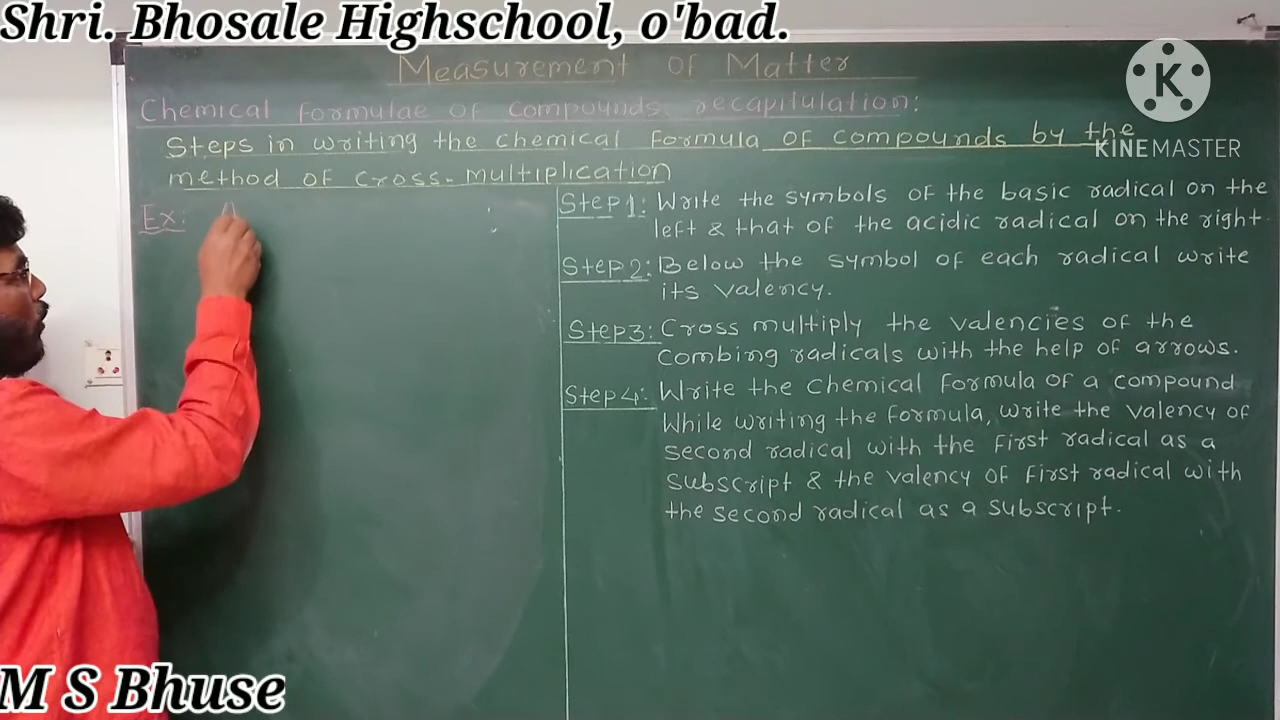 Shri. Bhosale Highschool, o'bad.
Measurement of Matter
K
KINEMASTER
Chemical formulae of compounds recapitulation:
Steps in writing the chemical formula of compounds by the
method of cross-multiplication
Ex:
Step1: Write the symbols of the basic radical on the
left & that of the acidic radical on the right
Step2: Below the symbol of each radical write
its valency.
Step3: Cross multiply the valencies of the
combing radicals with the help of arrows.
Step4: Write the chemical formula of a compound
While writing the formula, write the valency of
second radical with the first radical as a
subscript & the valency of first radical with
the second radical as a subscript.
M S Bhuse